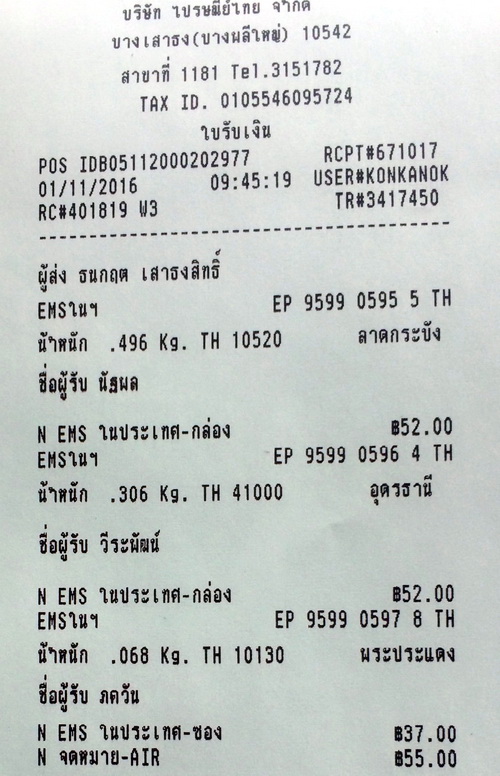 บริษัท ไปรษณีย์ไทย จำกัด
บางเสาธง(บางพลีใหญ่) 10542
สาขาที่ 1181 Tel.3151782
TAX ID. 0105546095724
ใบรับเงิน
POS IDB05112000202977 RCPT#671017
01/11/2016 09:45:19 USER#KONKANOK
RC#401819 W3 TR#3417450
ผู้ส่ง ธนกฤต เสาธงสิทธิ์
EMSในฯ EP 9599 0595 5 TH
น้ำหนัก .496 Kg. TH 10520 ลาดกระบัง
ชื่อผู้รับ นัฐผล
N EMS ในประเทศ-กล่อง ฿52.00
EMSในฯ EP 9599 0596 4 TH
น้ำหนัก .306 Kg. TH 41000 อุดรธานี
ชื่อผู้รับ วีระพัฒน์
N EMS ในประเทศ-กล่อง ฿52.00
EMSในฯ EP 9599 0597 8 TH
น้ำหนัก .068 Kg. TH 10130 พระประแดง
ชื่อผู้รับ ภควัน
N EMS ในประเทศ-ซอง ฿37.00
N จดหมาย-AIR ฿55.00